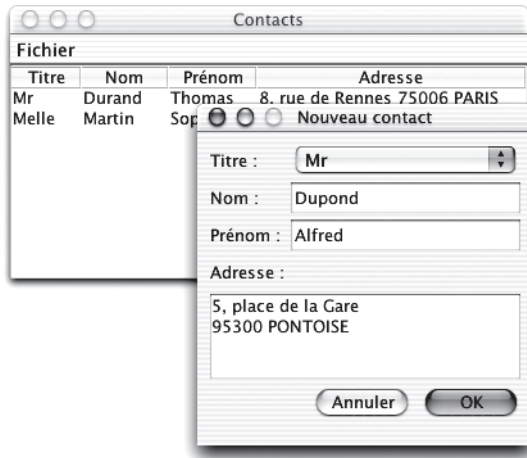 Contacts
Fichier
Titre Nom Prénom Adresse
Mr Durand Thomas 8, rue de Rennes 75006 PARIS
Melle Martin Sop
Nouveau contact
Titre : Mr
Nom : Dupond
Prénom : Alfred
Adresse :
5, place de la Gare
95300 PONTOISE
Annuler OK